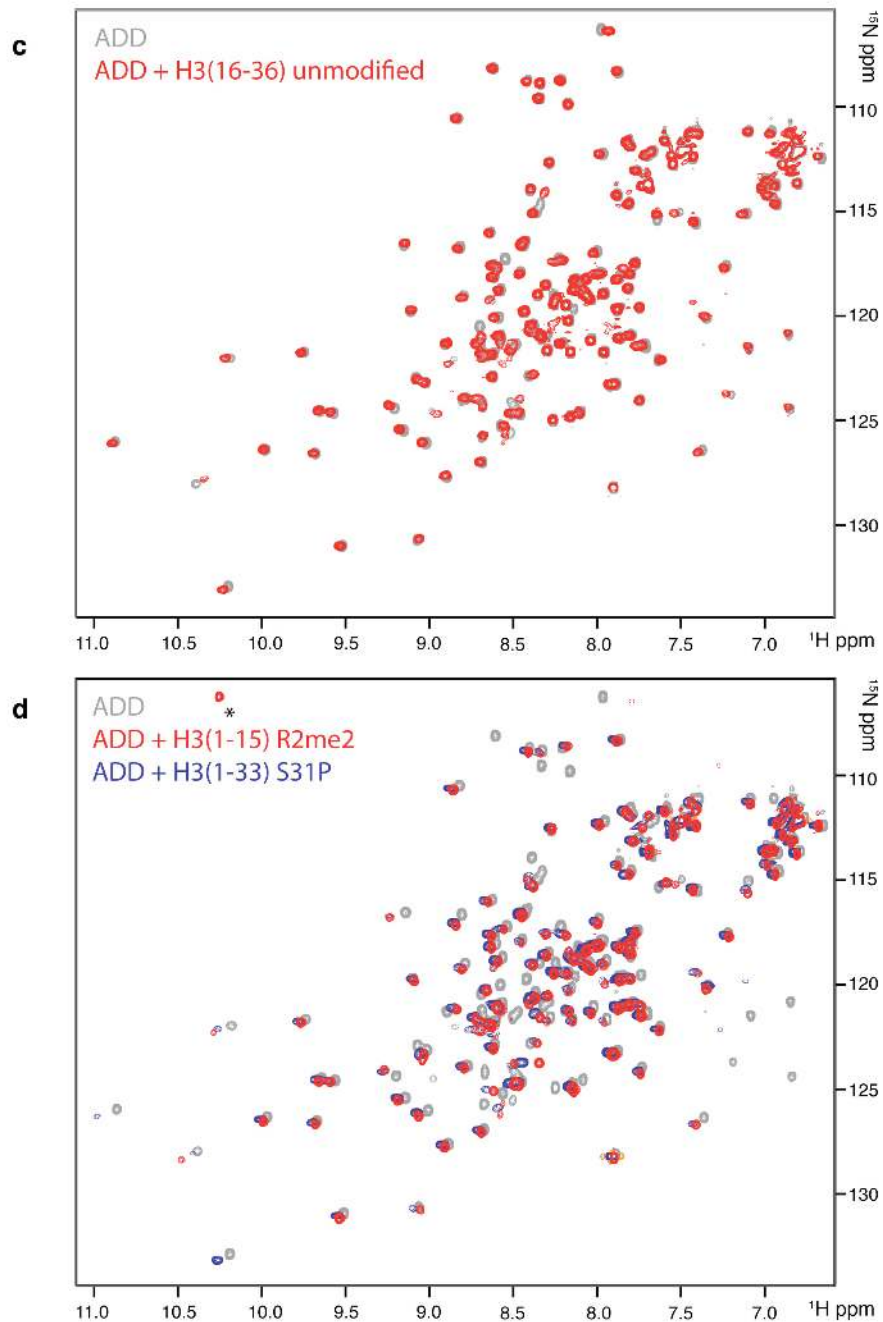 c
ADD
ADD + H3(16-36) unmodified
¹⁵N ppm
110
115
120
125
130
11.0 10.5 10.0 9.5 9.0 8.5 8.0 7.5 7.0 ¹H ppm
d
ADD
*
ADD + H3(1-15) R2me2
ADD + H3(1-33) S31P
¹⁵N ppm
110
115
120
125
130
11.0 10.5 10.0 9.5 9.0 8.5 8.0 7.5 7.0 ¹H ppm